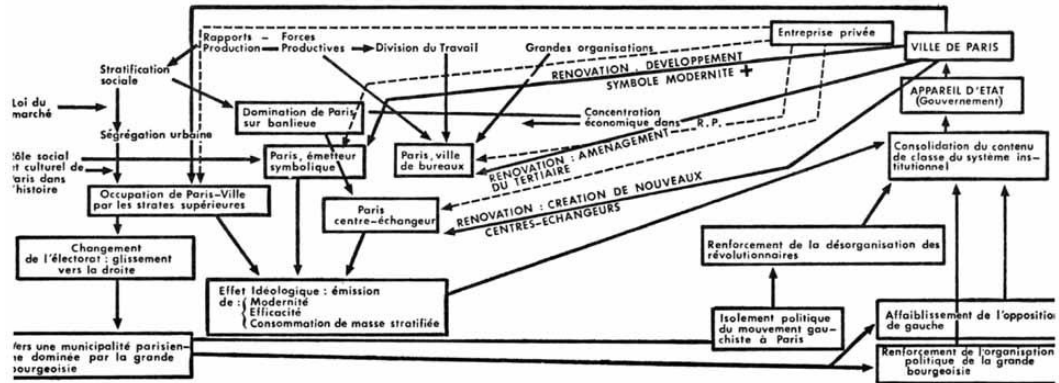 Rapports – Forces
Production — Productives → Division du Travail
Grandes organisations
Entreprise privée
VILLE DE PARIS
Stratification
sociale
RENOVATION : DEVELOPPEMENT
SYMBOLE MODERNITE +
APPAREIL D'ETAT
(Gouvernement)
Loi du
marché
Domination de Paris
sur banlieue
Concentration
économique dans R.P.
Ségrégation urbaine
Consolidation du contenu
de classe du système ins-
titutionnel
Rôle social
et culturel de
Paris dans
l'histoire
Paris, émetteur
symbolique
Paris, ville
de bureaux
RENOVATION : AMENAGEMENT
DU TERTIAIRE
Occupation de Paris-Ville
par les strates supérieures
Paris
centre-échangeur
RENOVATION : CREATION DE NOUVEAUX
CENTRES-ECHANGEURS
Changement
de l'électorat : glissement
vers la droite
Renforcement de la désorganisation des
révolutionnaires
Effet Idéologique : émission
de : { Modernité
Efficacité
Consommation de masse stratifiée
Isolement politique
du mouvement gau-
chiste à Paris
Affaiblissement de l'opposition
de gauche
Vers une municipalité parisien-
ne dominée par la grande
bourgeoisie
Renforcement de l'organisation
politique de la grande
bourgeoisie